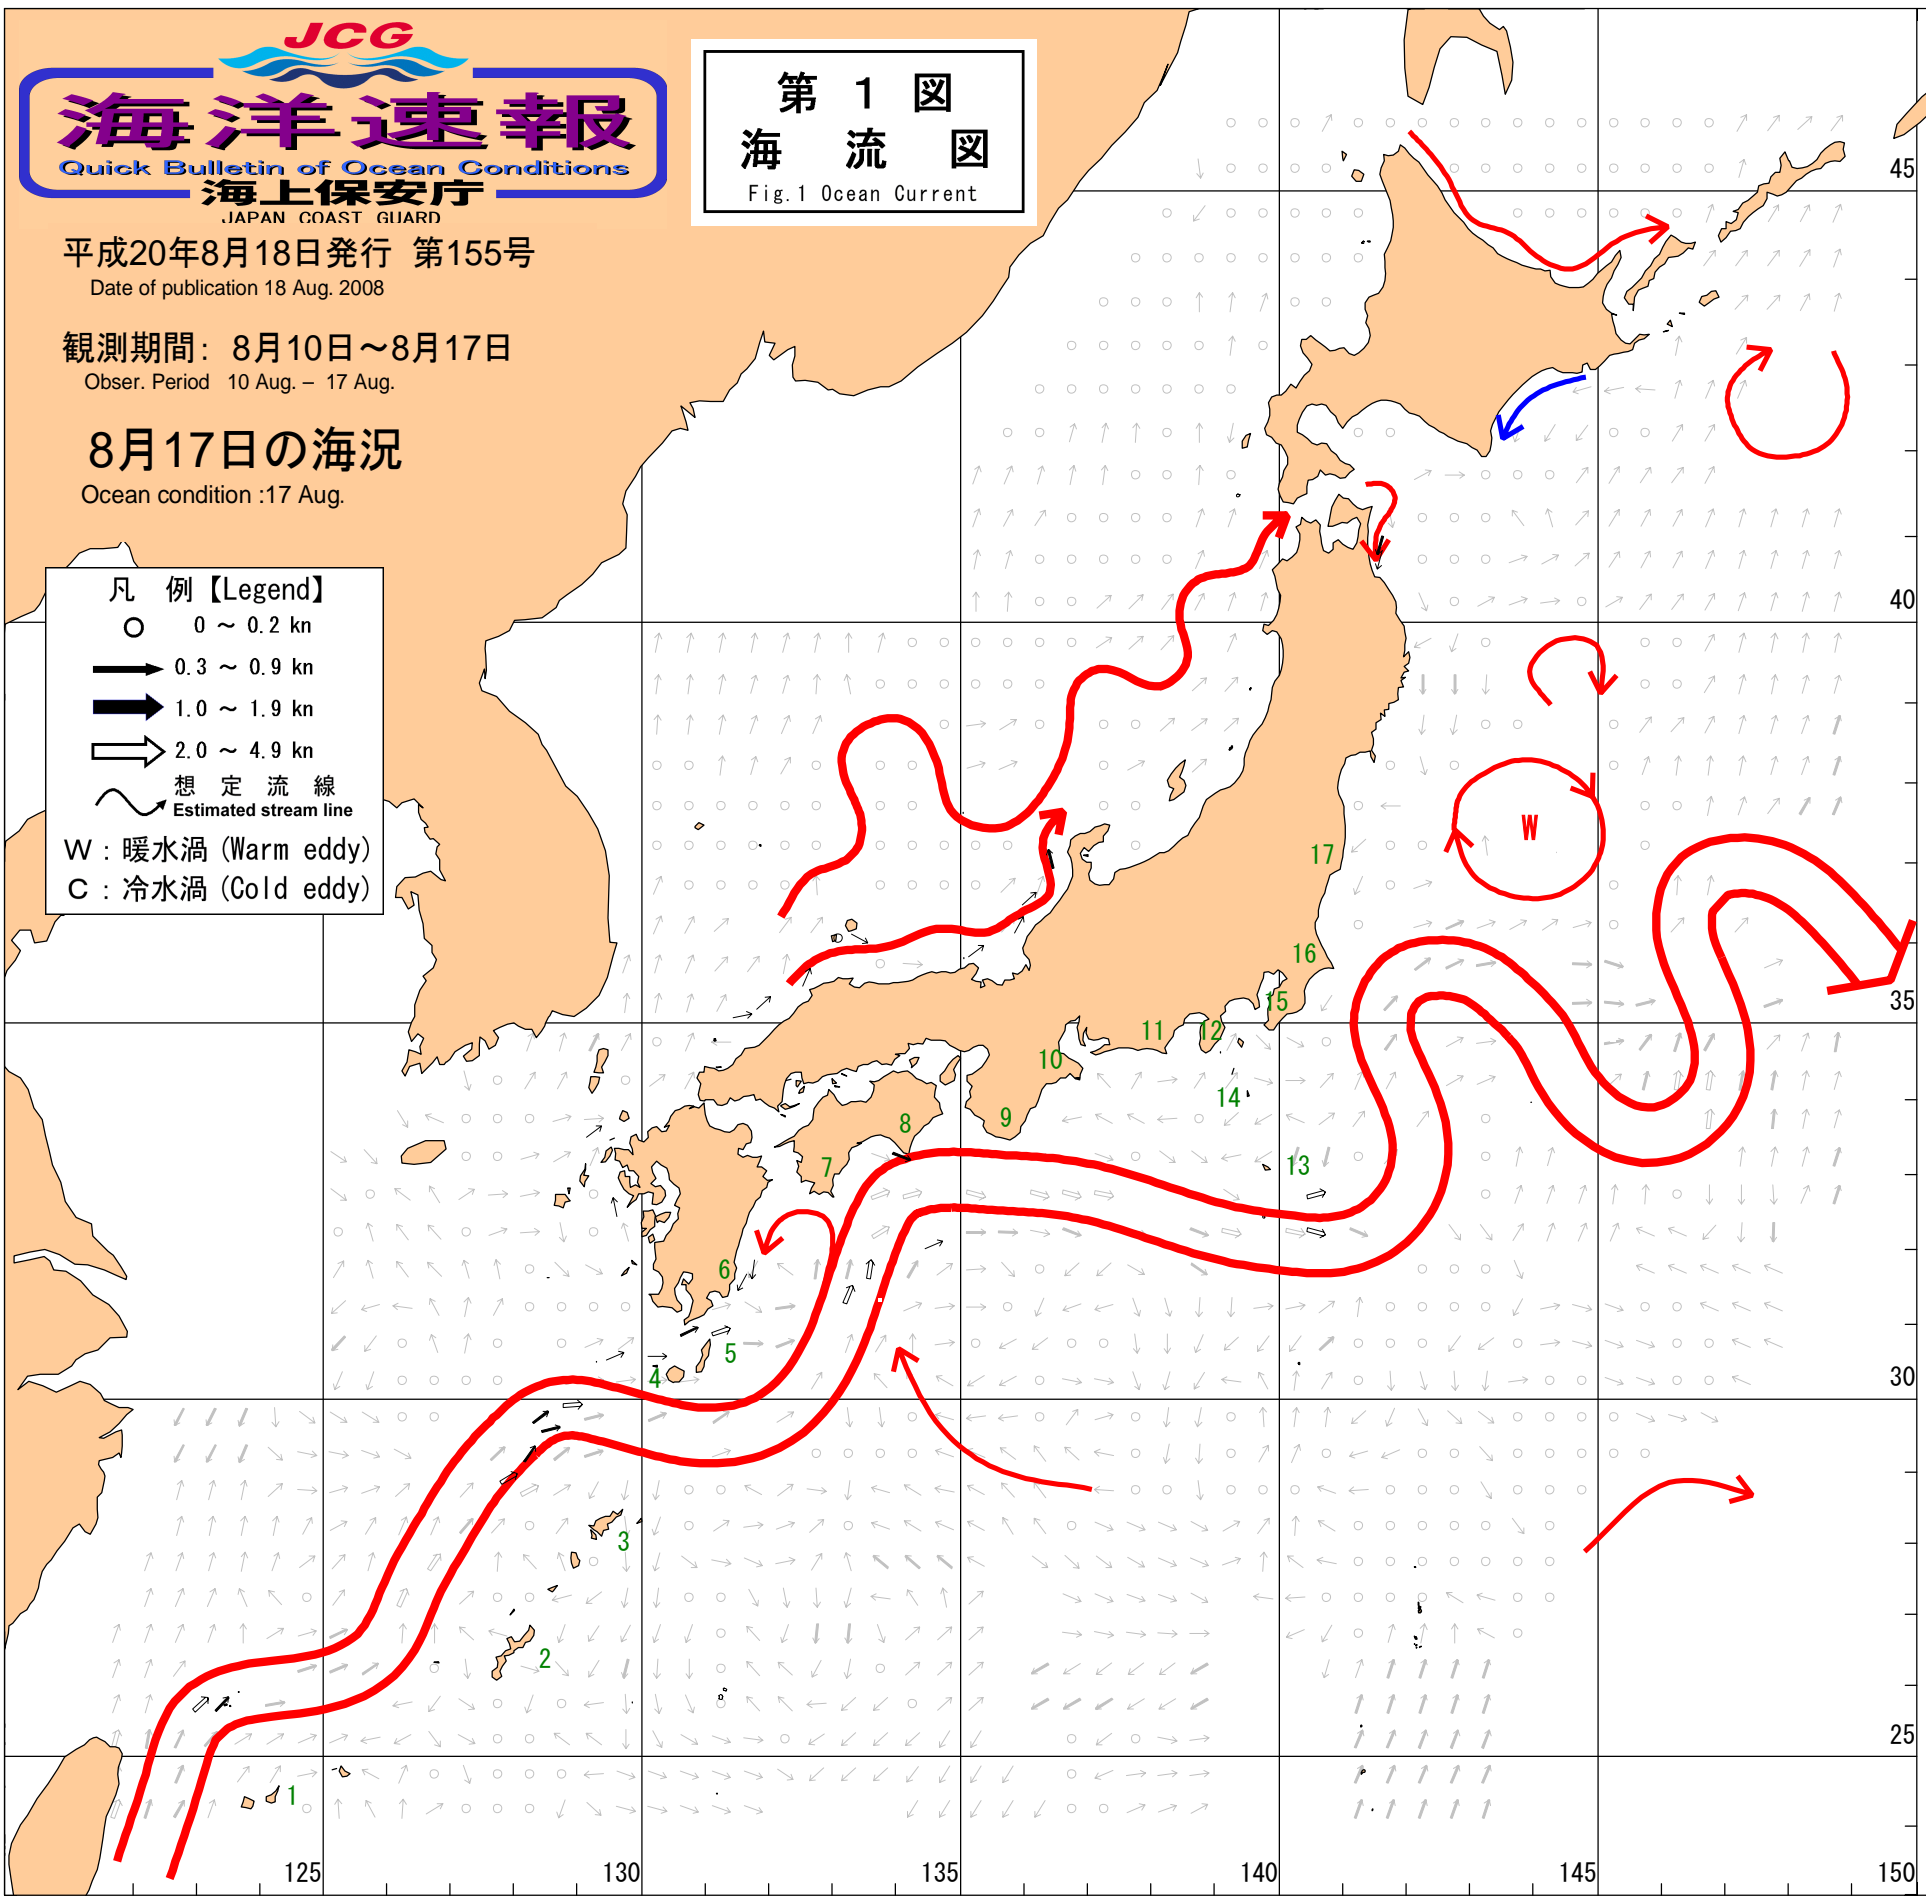 JCG
海洋速報
Quick Bulletin of Ocean Conditions
海上保安庁
JAPAN COAST GUARD
第 1 図
海 流 図
Fig.1 Ocean Current
平成20年8月18日発行 第155号
Date of publication 18 Aug. 2008
観測期間: 8月10日～8月17日
Obser. Period 10 Aug. – 17 Aug.
8月17日の海況
Ocean condition :17 Aug.
凡 例【Legend】
0 ～ 0.2 kn
0.3 ～ 0.9 kn
1.0 ～ 1.9 kn
2.0 ～ 4.9 kn
想 定 流 線
Estimated stream line
W : 暖水渦 (Warm eddy)
C : 冷水渦 (Cold eddy)
45
40
W
17
16
35
15
12
11
10
14
9
8
7
13
6
5
4
30
3
2
25
1
125
130
135
140
145
150